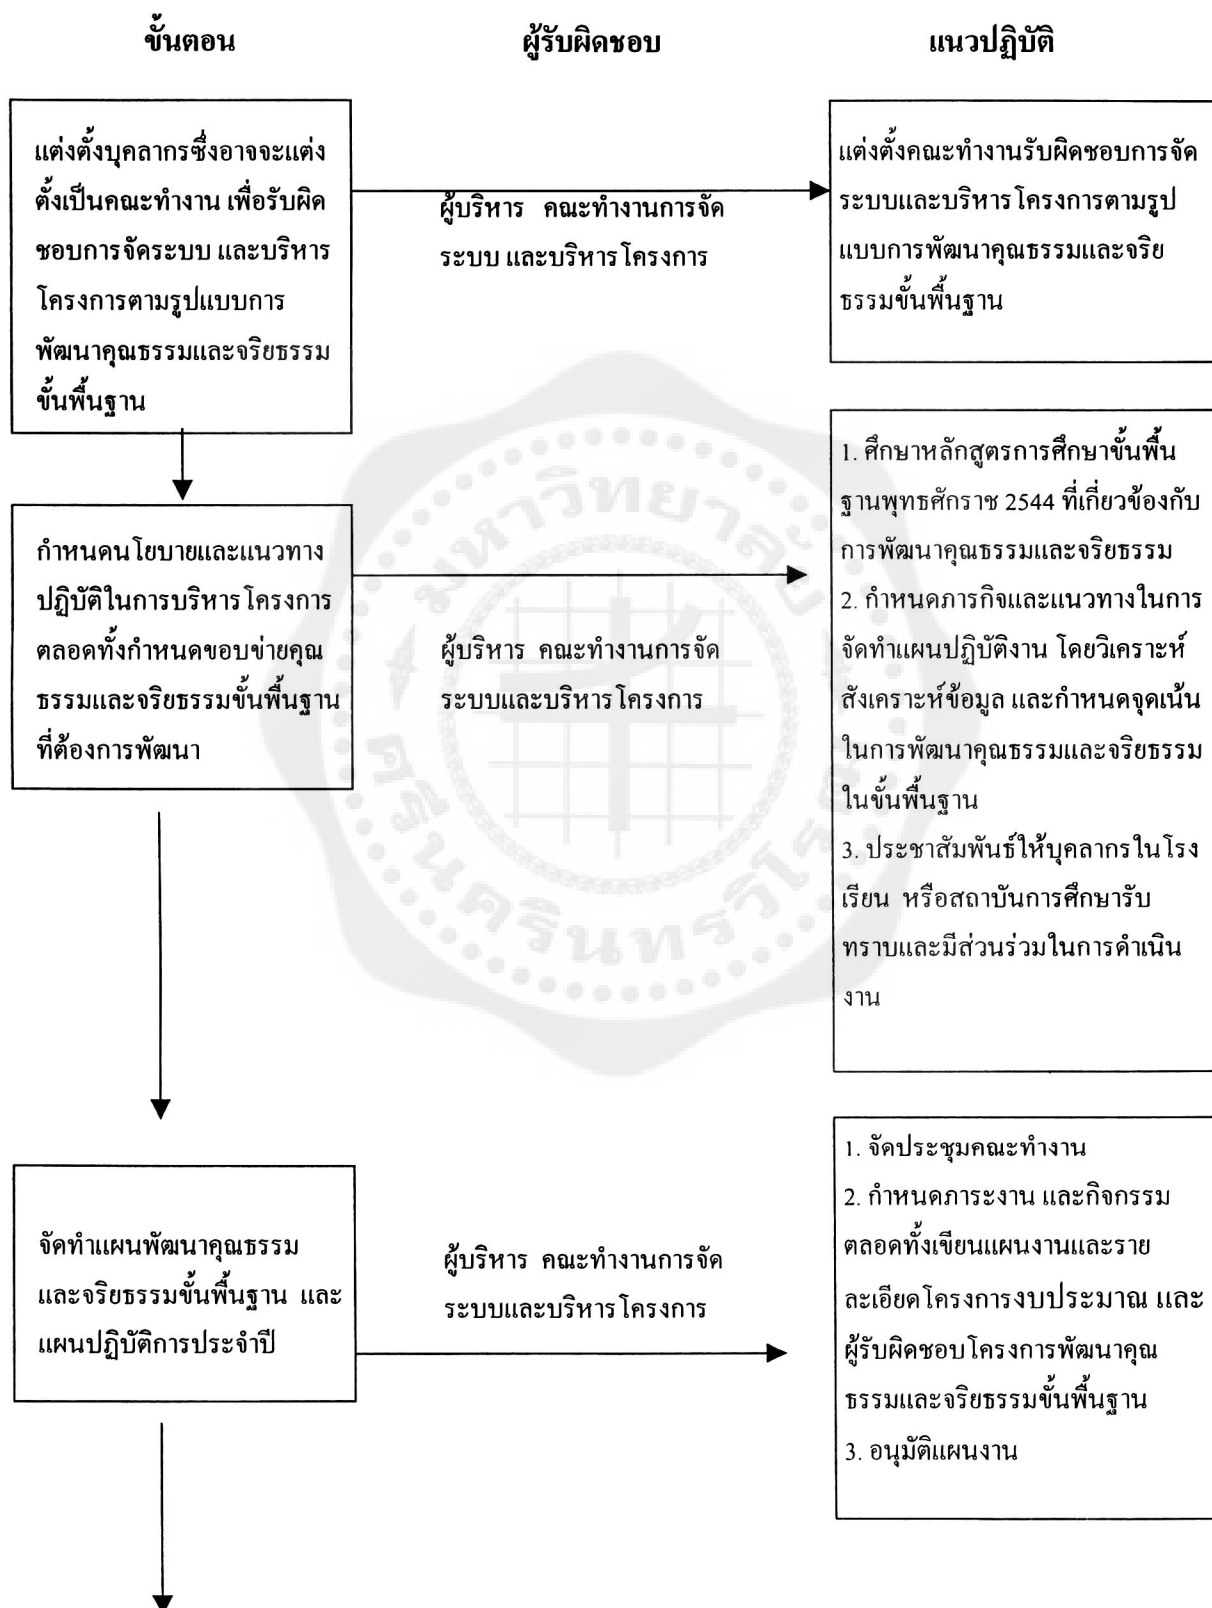 ขั้นตอน
ผู้รับผิดชอบ
แนวปฏิบัติ
แต่งตั้งบุคลากรซึ่งอาจจะแต่ง
ตั้งเป็นคณะทำงาน เพื่อรับผิด
ชอบการจัดระบบ และบริหาร
โครงการตามรูปแบบการ
พัฒนาคุณธรรมและจริยธรรม
ขั้นพื้นฐาน
ผู้บริหาร คณะทำงานการจัด
ระบบ และบริหารโครงการ
แต่งตั้งคณะทำงานรับผิดชอบการจัด
ระบบและบริหารโครงการตามรูป
แบบการพัฒนาคุณธรรมและจริย
ธรรมขั้นพื้นฐาน
กำหนดนโยบายและแนวทาง
ปฏิบัติในการบริหารโครงการ
ตลอดทั้งกำหนดขอบข่ายคุณ
ธรรมและจริยธรรมขั้นพื้นฐาน
ที่ต้องการพัฒนา
ผู้บริหาร คณะทำงานการจัด
ระบบและบริหารโครงการ
1. ศึกษาหลักสูตรการศึกษาขั้นพื้น
ฐานพุทธศักราช 2544 ที่เกี่ยวข้องกับ
การพัฒนาคุณธรรมและจริยธรรม
2. กำหนดภารกิจและแนวทางในการ
จัดทำแผนปฏิบัติงาน โดยวิเคราะห์
สังเคราะห์ข้อมูล และกำหนดจุดเน้น
ในการพัฒนาคุณธรรมและจริยธรรม
ในขั้นพื้นฐาน
3. ประชาสัมพันธ์ให้บุคลากรในโรง
เรียน หรือสถาบันการศึกษารับ
ทราบและมีส่วนร่วมในการดำเนิน
งาน
จัดทำแผนพัฒนาคุณธรรม
และจริยธรรมขั้นพื้นฐาน และ
แผนปฏิบัติการประจำปี
ผู้บริหาร คณะทำงานการจัด
ระบบและบริหารโครงการ
1. จัดประชุมคณะทำงาน
2. กำหนดภาระงาน และกิจกรรม
ตลอดทั้งเขียนแผนงานและราย
ละเอียดโครงการงบประมาณ และ
ผู้รับผิดชอบโครงการพัฒนาคุณ
ธรรมและจริยธรรมขั้นพื้นฐาน
3. อนุมัติแผนงาน
มหาวิทยาลัย
ศรีนครินทรวิโรฒ